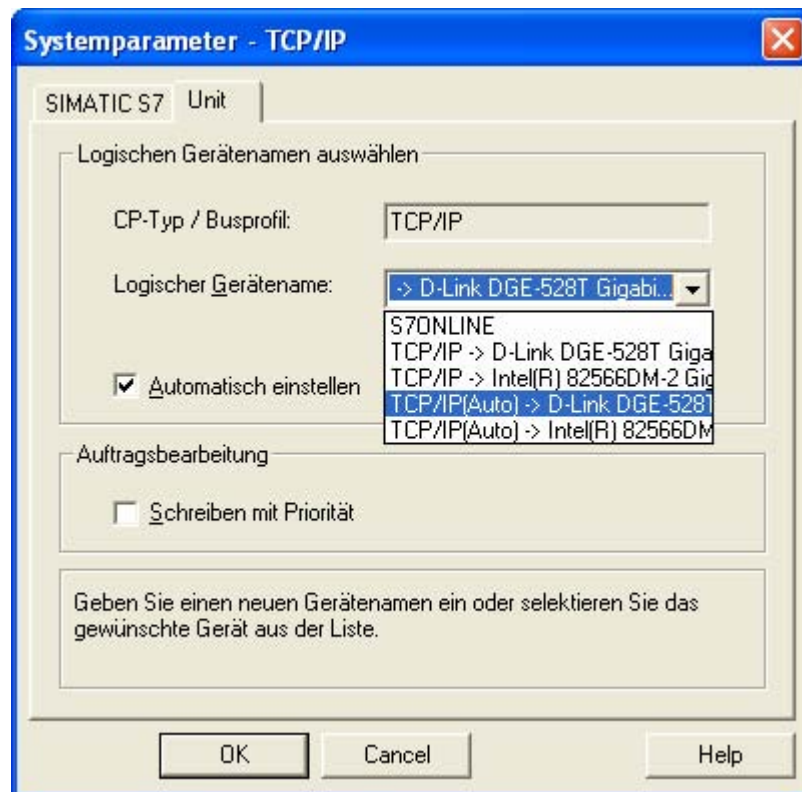 Systemparameter - TCP/IP
SIMATIC S7 Unit
Logischen Gerätenamen auswählen
CP-Typ / Busprofil: TCP/IP
Logischer Gerätename: -> D-Link DGE-528T Gigabi...
S7ONLINE
TCP/IP -> D-Link DGE-528T Giga
TCP/IP -> Intel(R) 82566DM-2 Gig
Automatisch einstellen
TCP/IP(Auto) -> D-Link DGE-528T
TCP/IP(Auto) -> Intel(R) 82566DM
Auftragsbearbeitung
Schreiben mit Priorität
Geben Sie einen neuen Gerätenamen ein oder selektieren Sie das
gewünschte Gerät aus der Liste.
OK Cancel Help